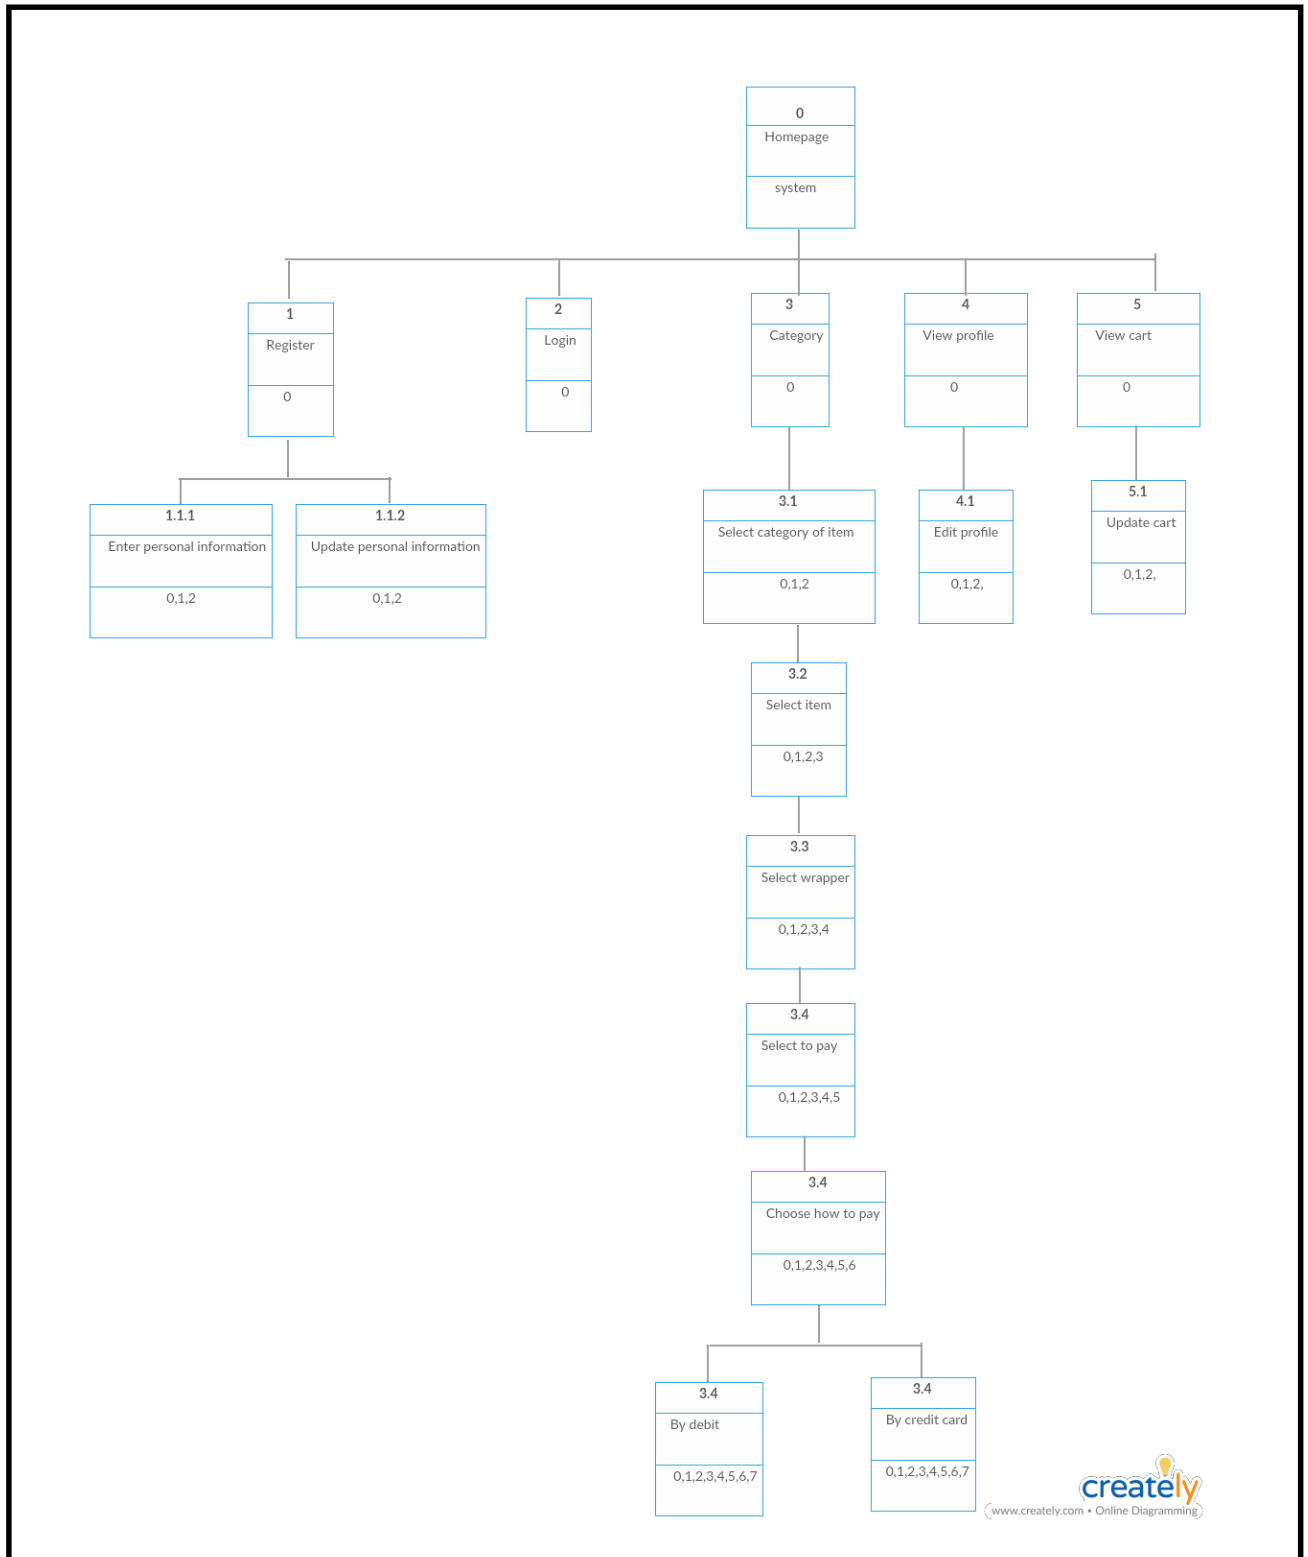 0
Homepage
system
1
Register
0
2
Login
0
3
Category
0
4
View profile
0
5
View cart
0
1.1.1
Enter personal information
0,1,2
1.1.2
Update personal information
0,1,2
3.1
Select category of item
0,1,2
4.1
Edit profile
0,1,2,
5.1
Update cart
0,1,2,
3.2
Select item
0,1,2,3
3.3
Select wrapper
0,1,2,3,4
3.4
Select to pay
0,1,2,3,4,5
3.4
Choose how to pay
0,1,2,3,4,5,6
3.4
By debit
0,1,2,3,4,5,6,7
3.4
By credit card
0,1,2,3,4,5,6,7
creately
www.creately.com • Online Diagramming